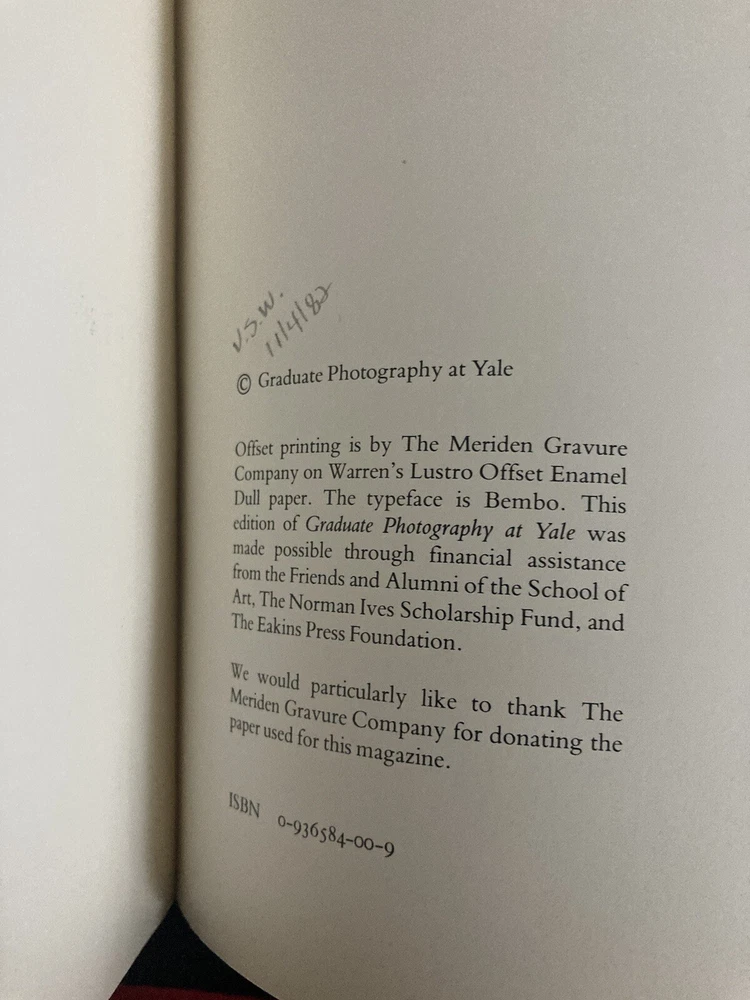 V.S.W.
11/4/82
© Graduate Photography at Yale
Offset printing is by The Meriden Gravure
Company on Warren's Lustro Offset Enamel
Dull paper. The typeface is Bembo. This
edition of Graduate Photography at Yale was
made possible through financial assistance
from the Friends and Alumni of the School of
Art, The Norman Ives Scholarship Fund, and
The Eakins Press Foundation.
We would particularly like to thank The
Meriden Gravure Company for donating the
paper used for this magazine.
ISBN 0-936584-00-9